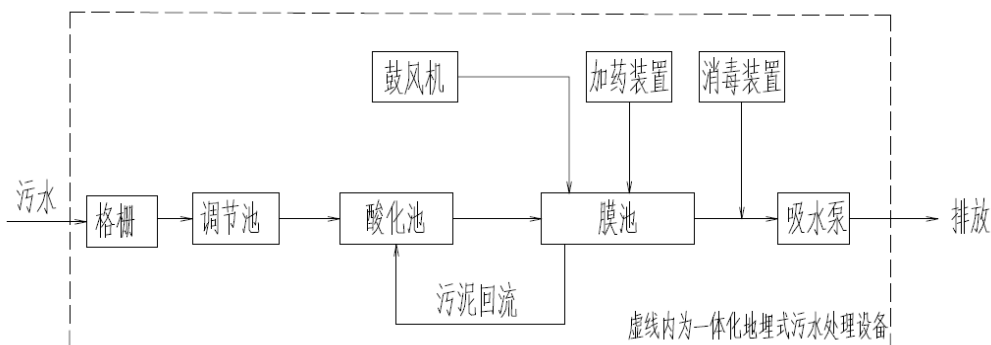 鼓风机
加药装置
消毒装置
污水
格栅
调节池
酸化池
膜池
吸水泵
排放
污泥回流
虚线内为一体化地埋式污水处理设备